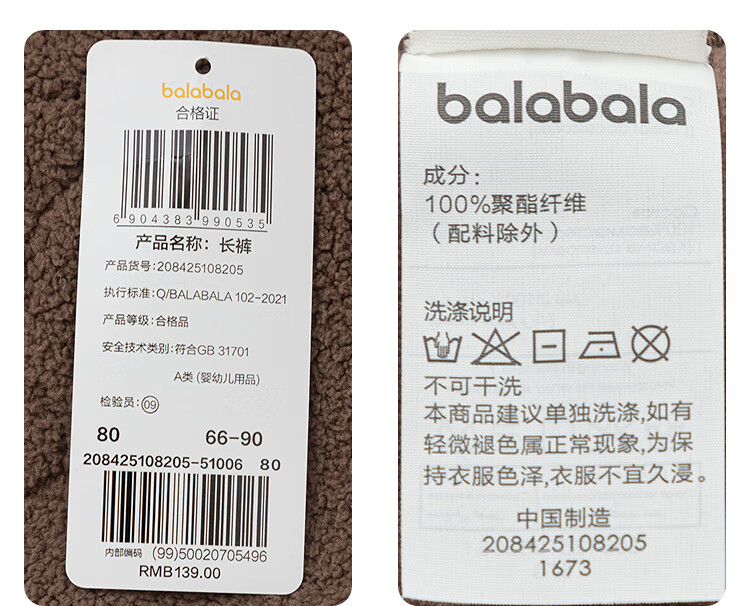 balabala
合格证
6904383990535
产品名称：长裤
产品货号：208425108205
执行标准：Q/BALABALA 102-2021
产品等级：合格品
安全技术类别：符合GB 31701
A类 (婴幼儿用品)
检验员：09
80 66-90
208425108205-51006 80
内部编码 (99)50020705496
RMB139.00
balabala
成分：
100%聚酯纤维
（配料除外）
洗涤说明
不可干洗
本商品建议单独洗涤,如有
轻微褪色属正常现象,为保
持衣服色泽,衣服不宜久浸。
中国制造
208425108205
1673